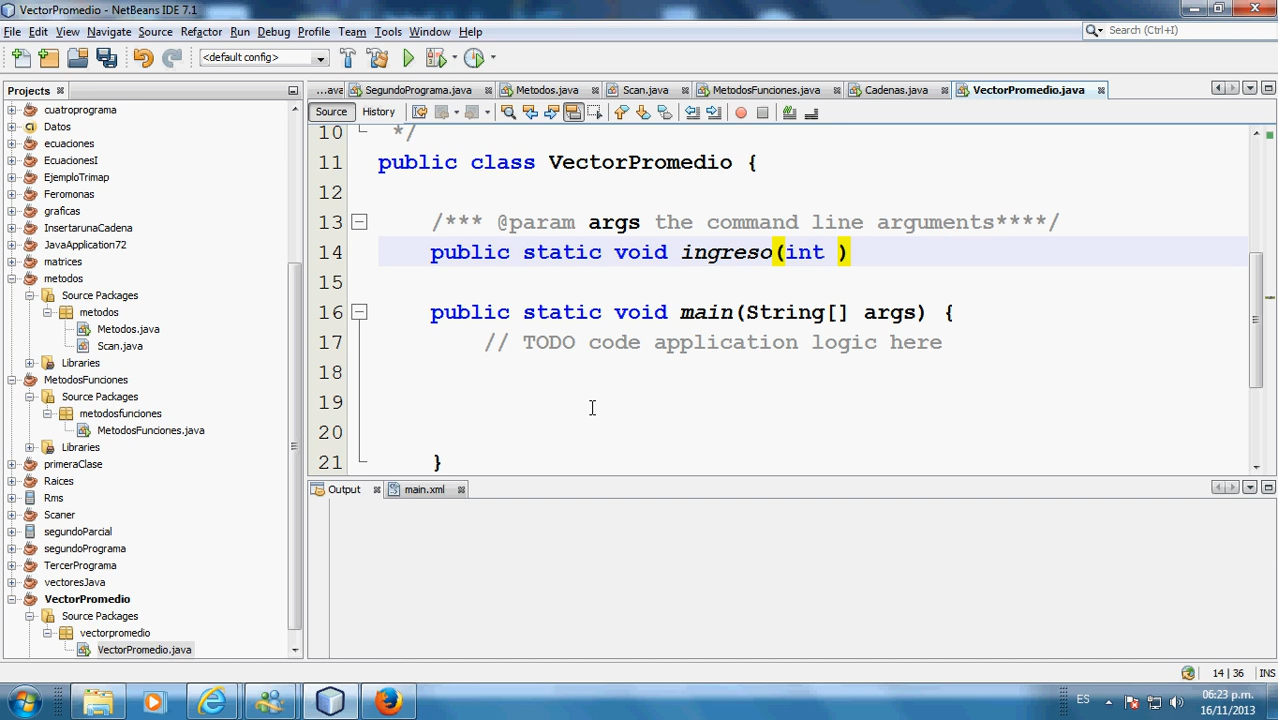 VectorPromedio - NetBeans IDE 7.1
File Edit View Navigate Source Refactor Run Debug Profile Team Tools Window Help
Search (Ctrl+I)
<default config>
Projects
...ava SegundoPrograma.java Metodos.java Scan.java MetodosFunciones.java Cadenas.java VectorPromedio.java
Source History
cuatroprograma
Datos
ecuaciones
EcuacionesI
EjemploTrimap
Feromonas
graficas
InsertarunaCadena
JavaApplication72
matrices
metodos
Source Packages
metodos
Metodos.java
Scan.java
Libraries
MetodosFunciones
Source Packages
metodosfunciones
MetodosFunciones.java
Libraries
primeraClase
Raices
Rms
Scaner
segundoParcial
segundoPrograma
TercerPrograma
vectoresJava
VectorPromedio
Source Packages
vectorpromedio
VectorPromedio.java
10 */
11 public class VectorPromedio {
12
13 /*** @param args the command line arguments****/
14 public static void ingreso(int )
15
16 public static void main(String[] args) {
17 // TODO code application logic here
18
19
20
21 }
Output main.xml
14 | 36
ES
06:23 p.m.
16/11/2013